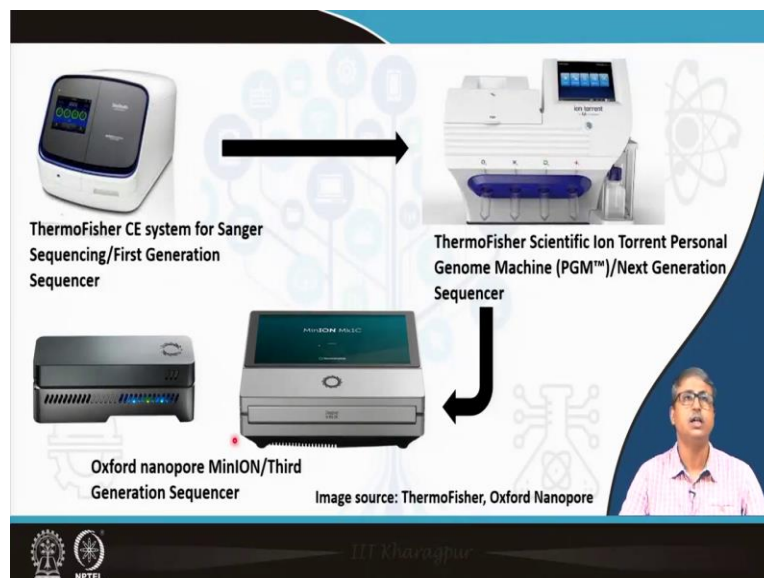 ion torrent
ThermoFisher CE system for Sanger
Sequencing/First Generation
Sequencer
ThermoFisher Scientific Ion Torrent Personal
Genome Machine (PGM™)/Next Generation
Sequencer
MinION Mk1C
Oxford nanopore MinION/Third
Generation Sequencer
Image source: ThermoFisher, Oxford Nanopore
IIT Kharagpur
NPTEL